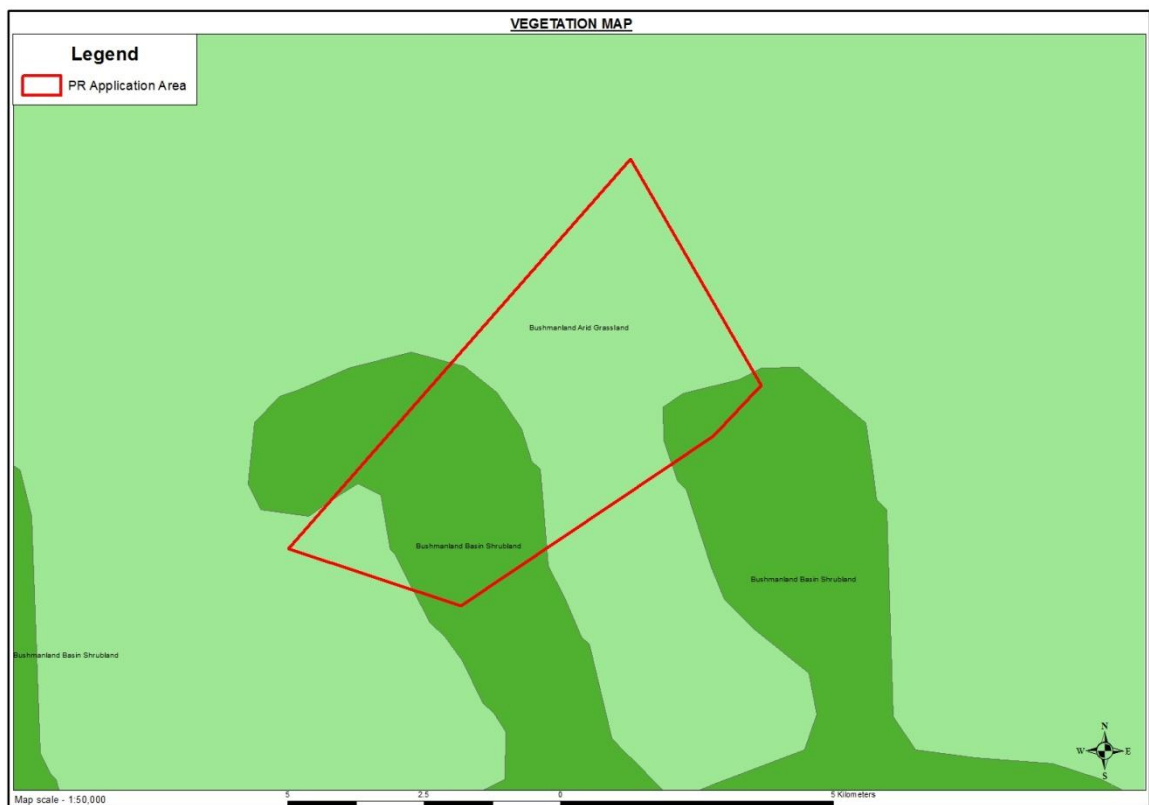 VEGETATION MAP
Legend
PR Application Area
Bushmanland Arid Grassland
Bushmanland Basin Shrubland
Bushmanland Basin Shrubland
Bushmanland Basin Shrubland
N
W E
S
Map scale - 1:50,000
5 2.5 0 5 Kilometers